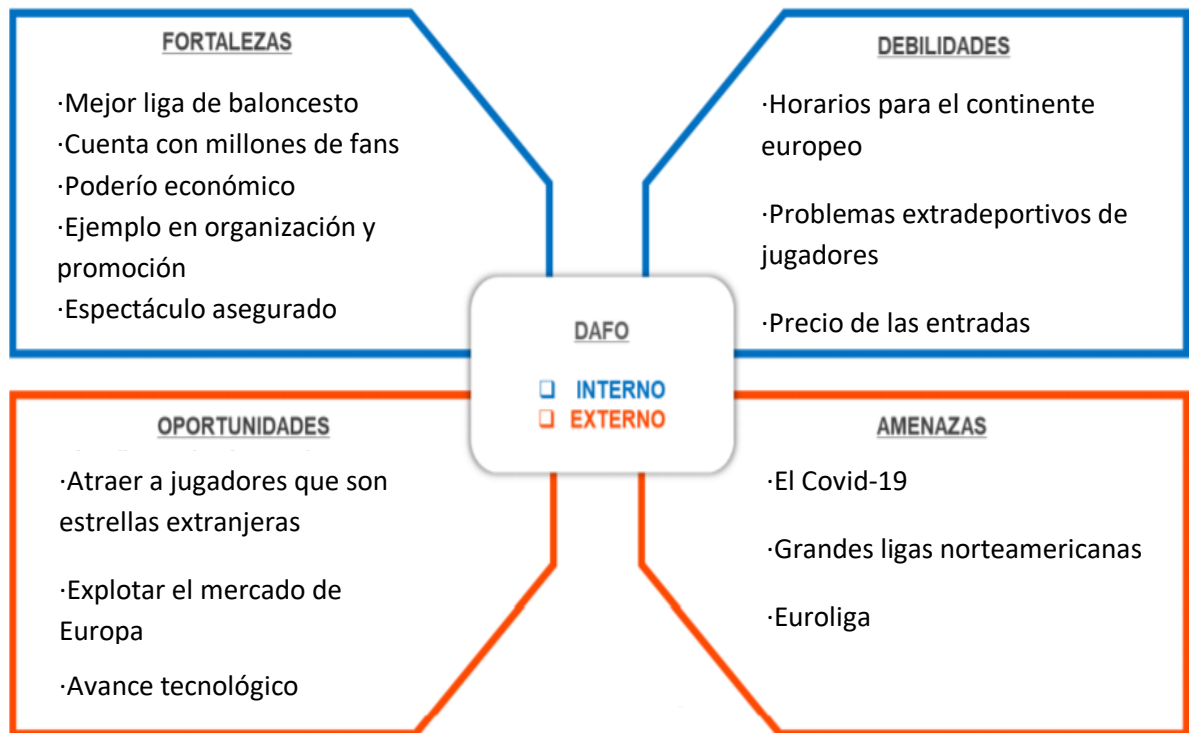 FORTALEZAS
·Mejor liga de baloncesto
·Cuenta con millones de fans
·Poderío económico
·Ejemplo en organización y
promoción
·Espectáculo asegurado
DEBILIDADES
·Horarios para el continente
europeo
·Problemas extradeportivos de
jugadores
·Precio de las entradas
DAFO
❑ INTERNO
❑ EXTERNO
OPORTUNIDADES
·Atraer a jugadores que son
estrellas extranjeras
·Explotar el mercado de
Europa
·Avance tecnológico
AMENAZAS
·El Covid-19
·Grandes ligas norteamericanas
·Euroliga